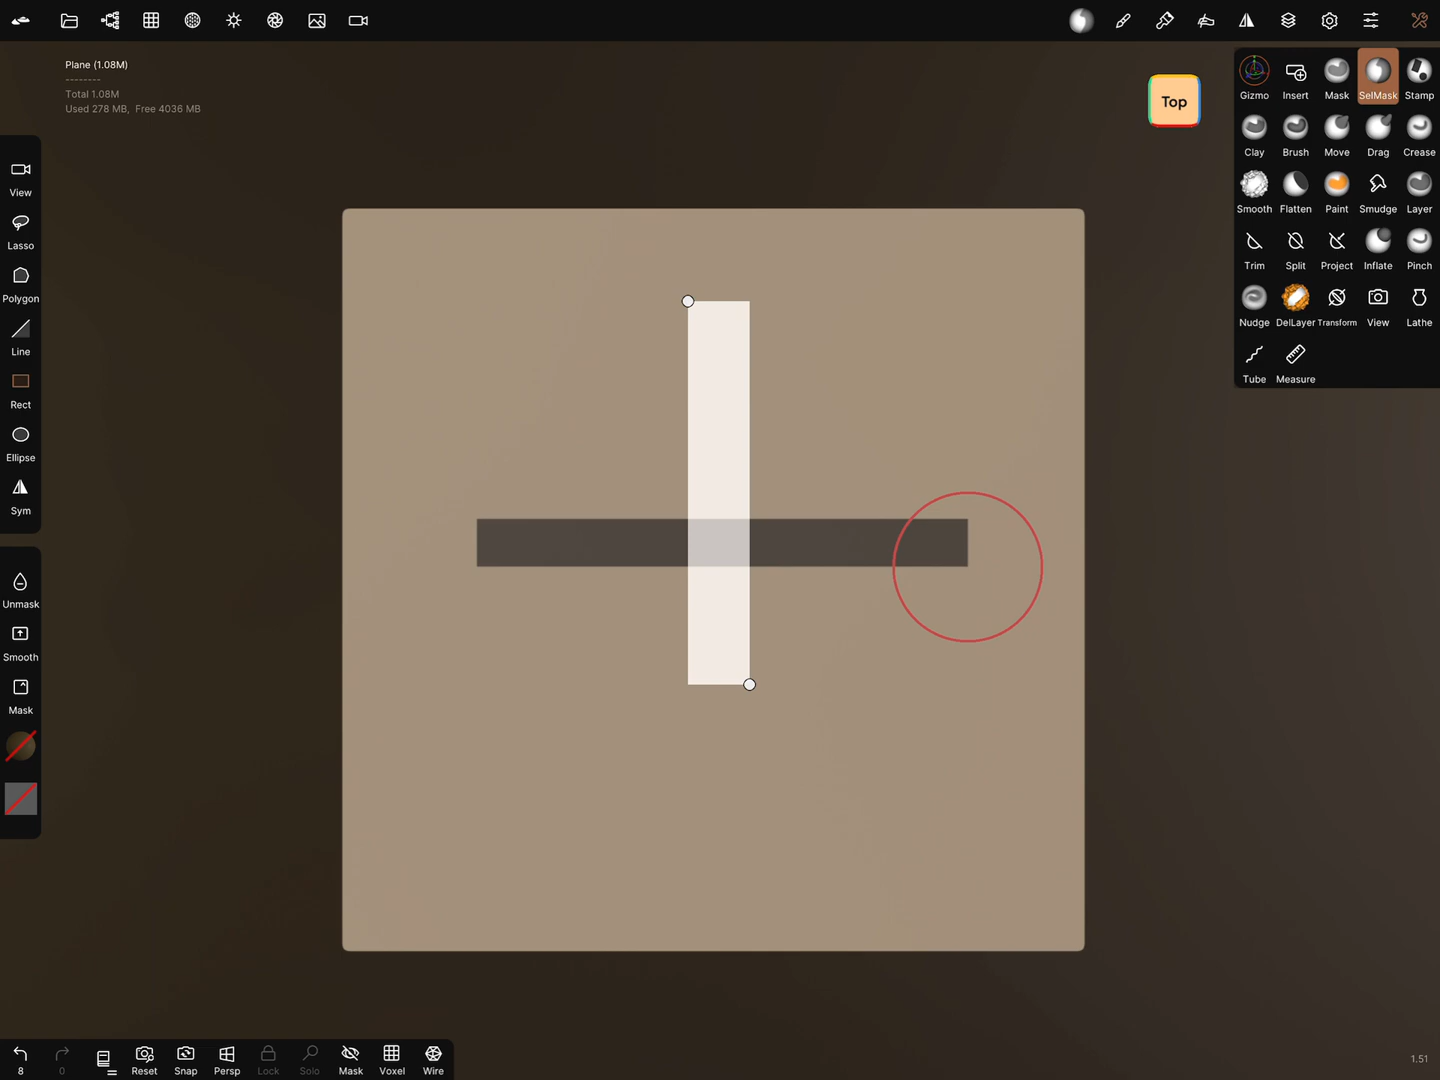 Plane (1.08M)
--------
Total 1.08M
Used 278 MB, Free 4036 MB
Top
Gizmo Insert Mask SelMask Stamp
Clay Brush Move Drag Crease
Smooth Flatten Paint Smudge Layer
Trim Split Project Inflate Pinch
Nudge DelLayer Transform View Lathe
Tube Measure
View
Lasso
Polygon
Line
Rect
Ellipse
Sym
Unmask
Smooth
Mask
8 0 Reset Snap Persp Lock Solo Mask Voxel Wire
1.51